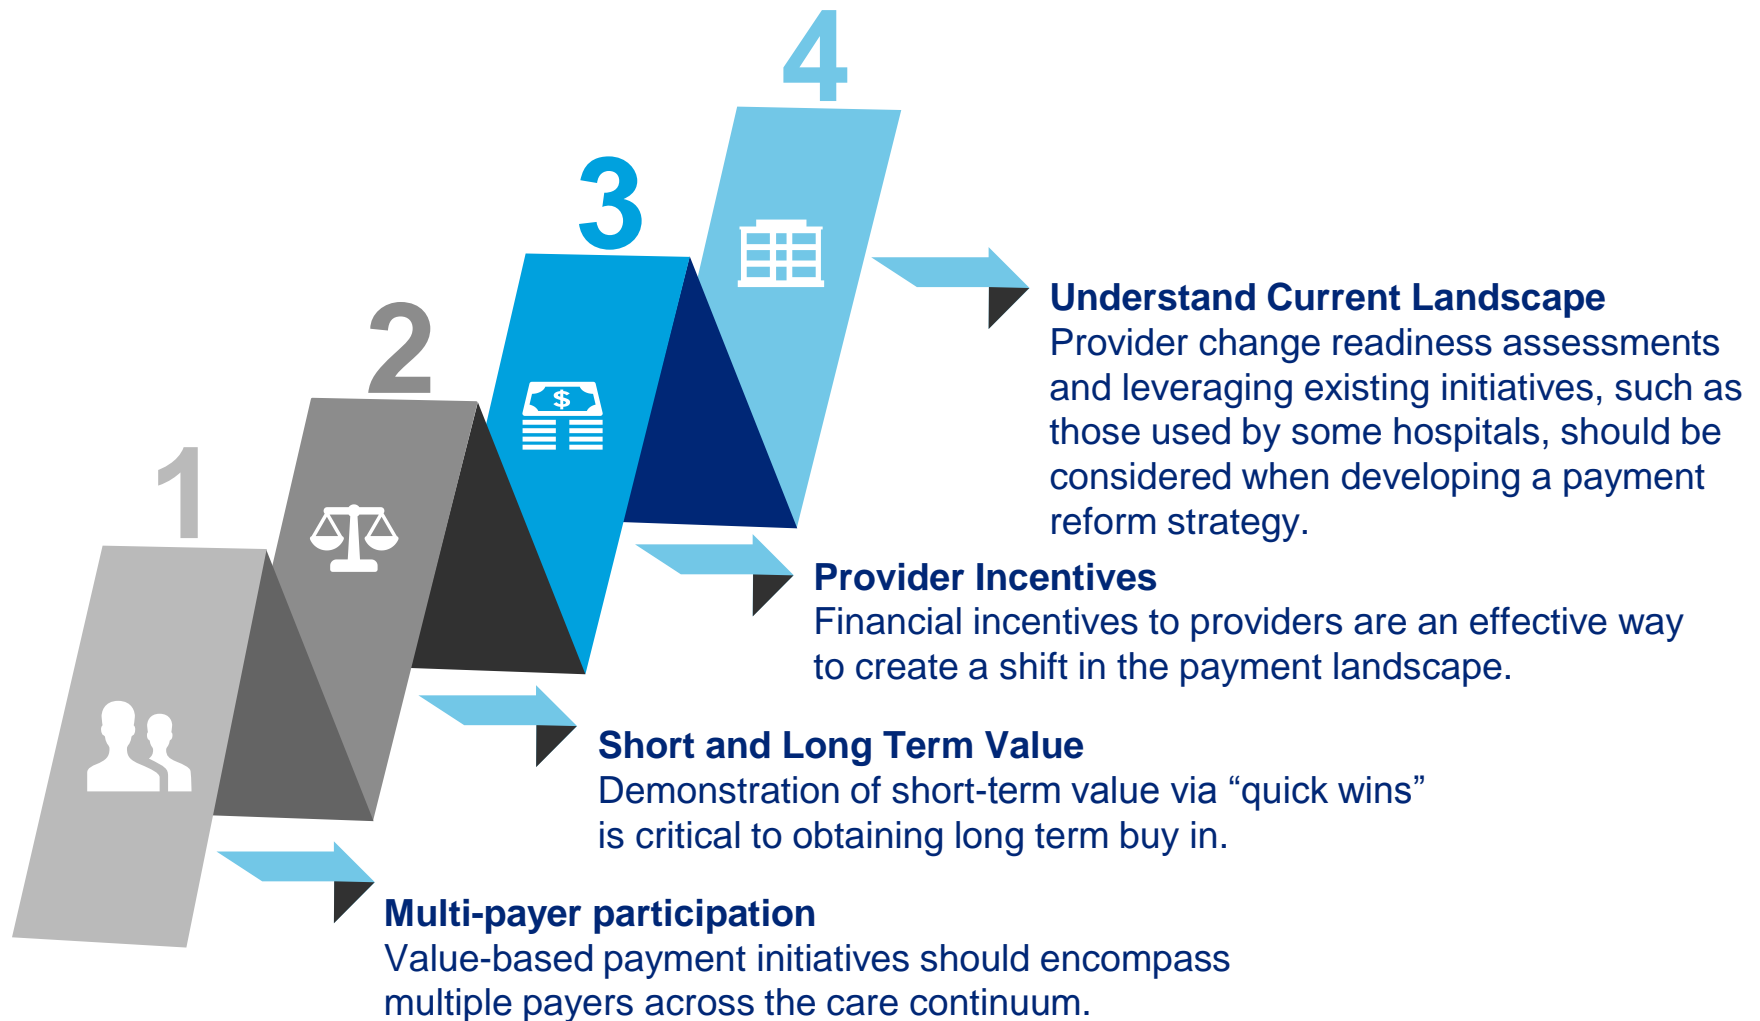 4
3
2
1
$
Understand Current Landscape
Provider change readiness assessments
and leveraging existing initiatives, such as
those used by some hospitals, should be
considered when developing a payment
reform strategy.
Provider Incentives
Financial incentives to providers are an effective way
to create a shift in the payment landscape.
Short and Long Term Value
Demonstration of short-term value via “quick wins”
is critical to obtaining long term buy in.
Multi-payer participation
Value-based payment initiatives should encompass
multiple payers across the care continuum.